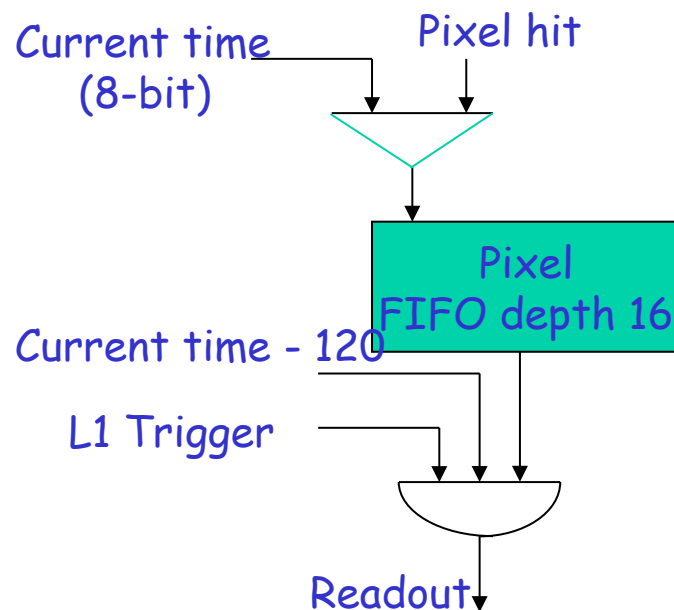 Current time
(8-bit)
Pixel hit
Pixel
FIFO depth 16
Current time - 120
L1 Trigger
Readout